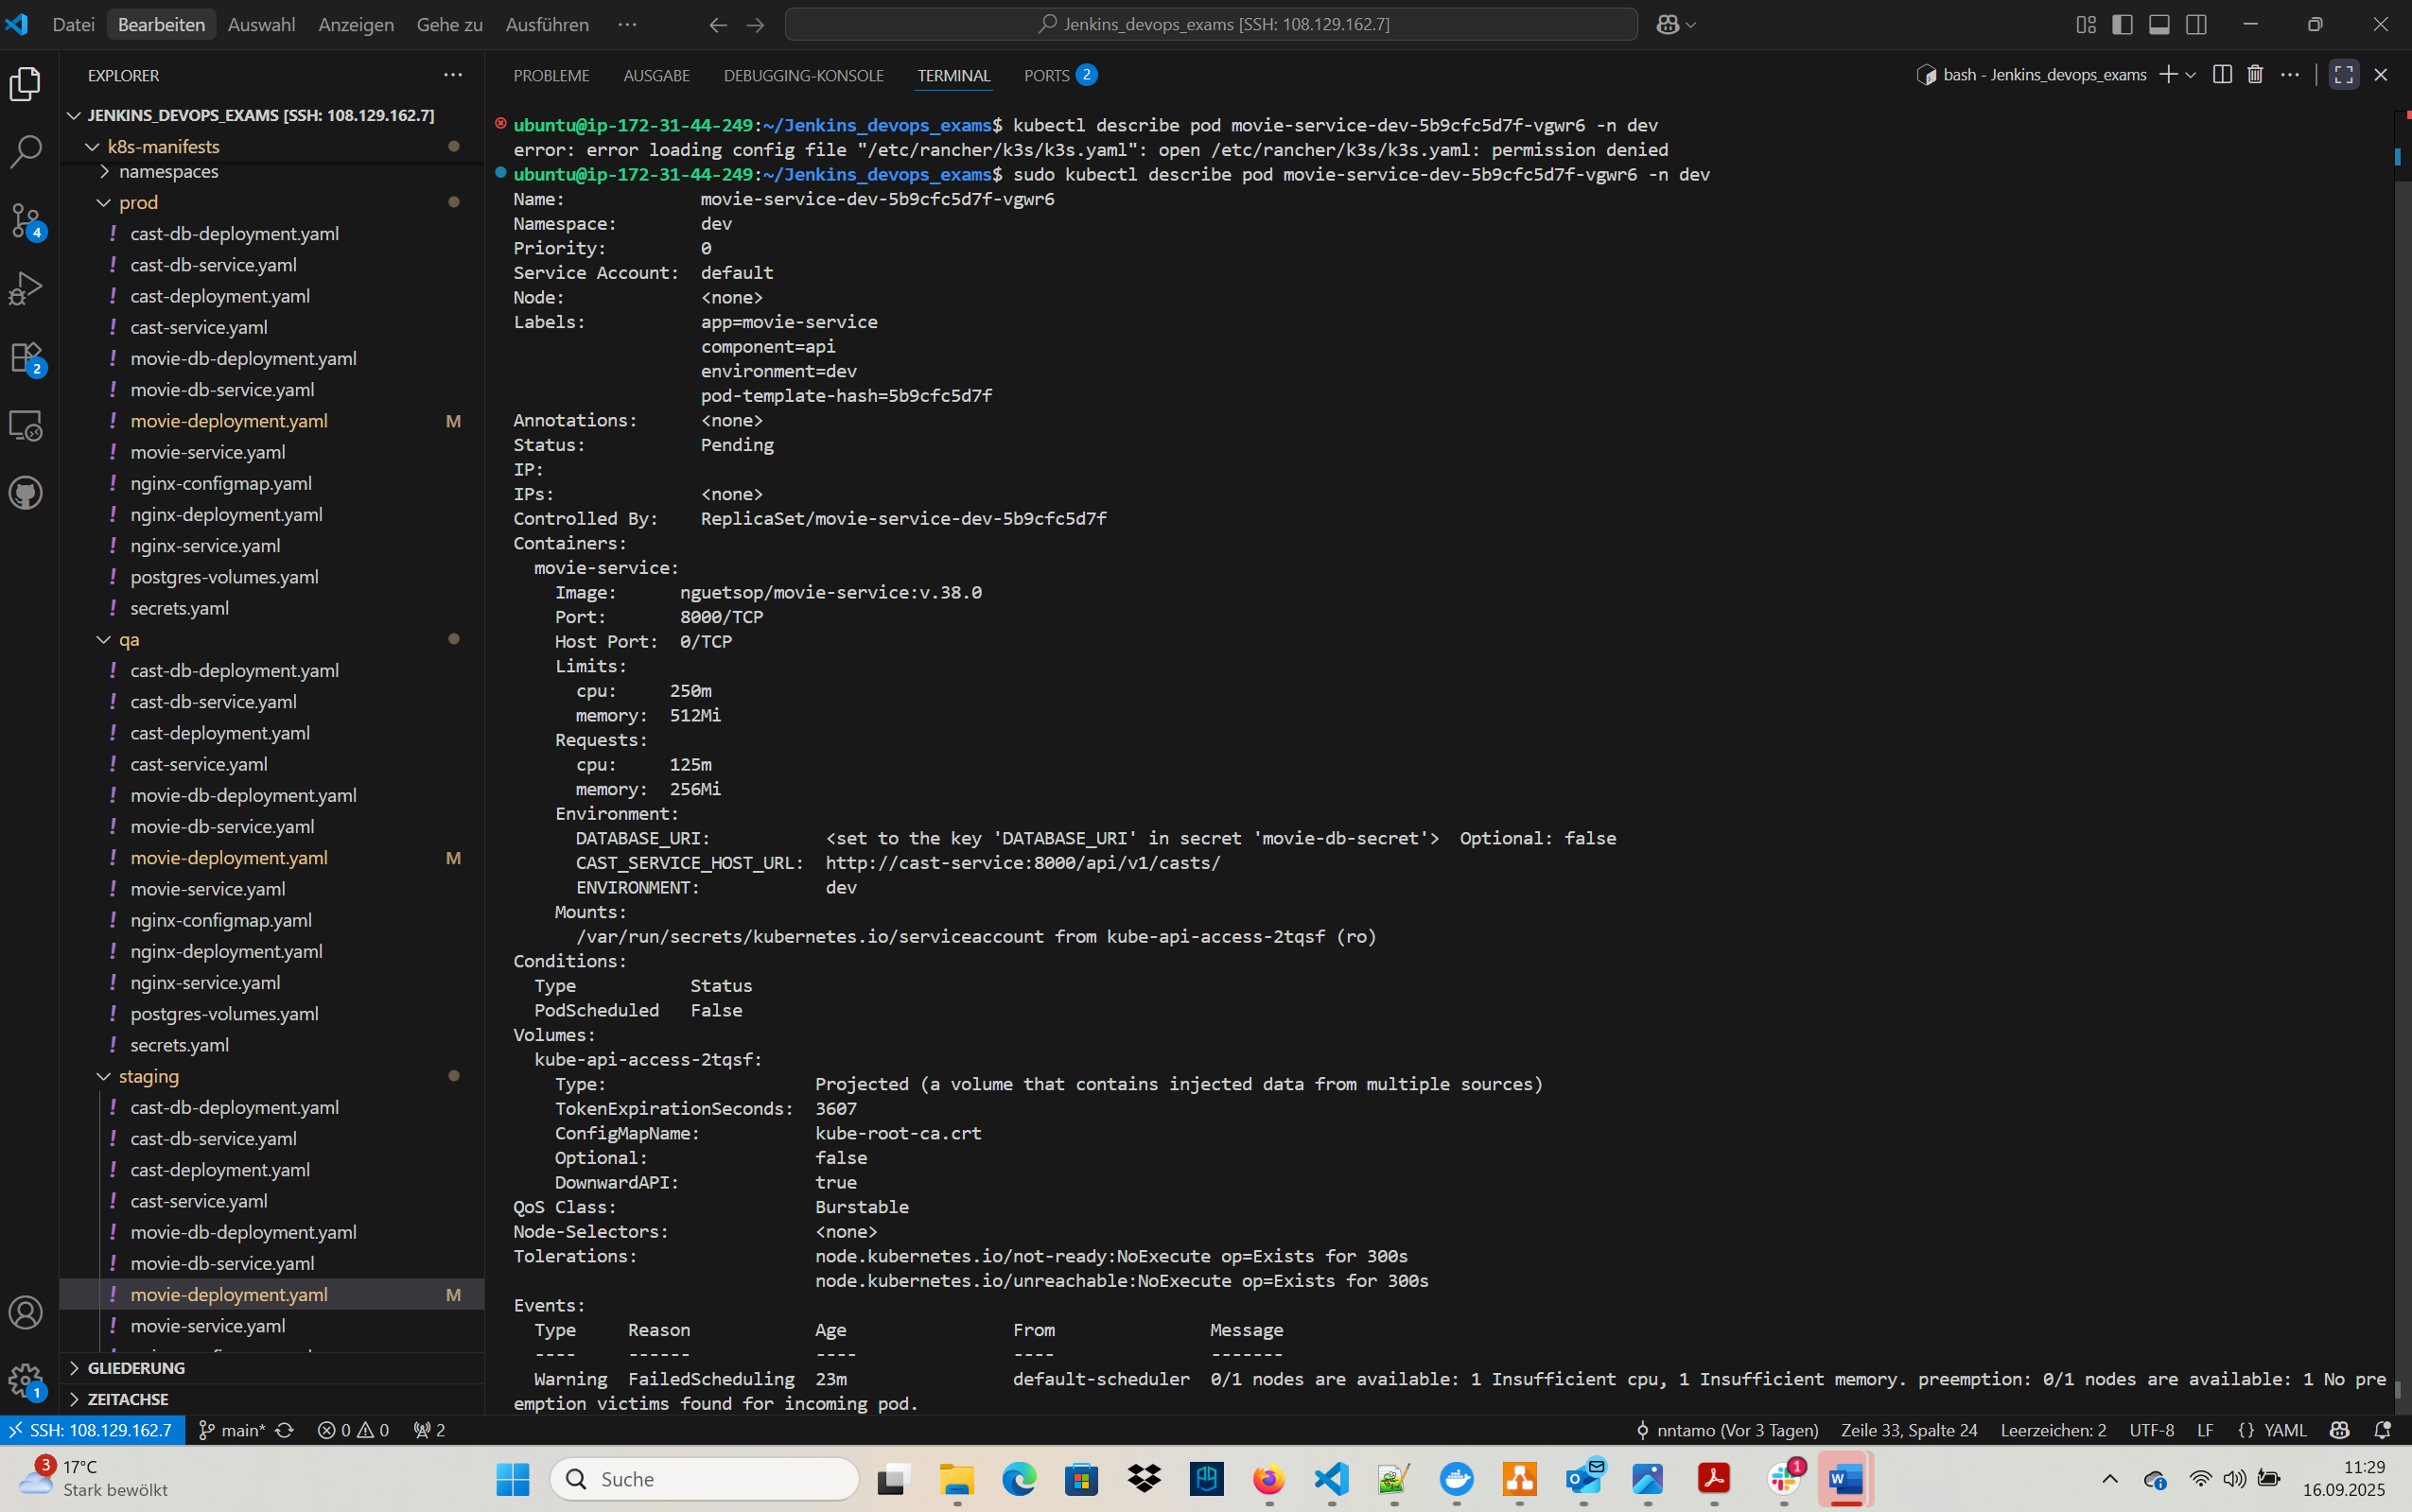 Datei Bearbeiten Auswahl Anzeigen Gehe zu Ausführen ···
Jenkins_devops_exams [SSH: 108.129.162.7]
EXPLORER
JENKINS_DEVOPS_EXAMS [SSH: 108.129.162.7]
k8s-manifests
namespaces
prod
! cast-db-deployment.yaml
! cast-db-service.yaml
! cast-deployment.yaml
! cast-service.yaml
! movie-db-deployment.yaml
! movie-db-service.yaml
! movie-deployment.yaml M
! movie-service.yaml
! nginx-configmap.yaml
! nginx-deployment.yaml
! nginx-service.yaml
! postgres-volumes.yaml
! secrets.yaml
qa
! cast-db-deployment.yaml
! cast-db-service.yaml
! cast-deployment.yaml
! cast-service.yaml
! movie-db-deployment.yaml
! movie-db-service.yaml
! movie-deployment.yaml M
! movie-service.yaml
! nginx-configmap.yaml
! nginx-deployment.yaml
! nginx-service.yaml
! postgres-volumes.yaml
! secrets.yaml
staging
! cast-db-deployment.yaml
! cast-db-service.yaml
! cast-deployment.yaml
! cast-service.yaml
! movie-db-deployment.yaml
! movie-db-service.yaml
! movie-deployment.yaml M
! movie-service.yaml
GLIEDERUNG
ZEITACHSE
4
2
1
PROBLEME AUSGABE DEBUGGING-KONSOLE TERMINAL PORTS 2
bash - Jenkins_devops_exams
ubuntu@ip-172-31-44-249:~/Jenkins_devops_exams$ kubectl describe pod movie-service-dev-5b9cfc5d7f-vgwr6 -n dev
error: error loading config file "/etc/rancher/k3s/k3s.yaml": open /etc/rancher/k3s/k3s.yaml: permission denied
ubuntu@ip-172-31-44-249:~/Jenkins_devops_exams$ sudo kubectl describe pod movie-service-dev-5b9cfc5d7f-vgwr6 -n dev
Name: movie-service-dev-5b9cfc5d7f-vgwr6
Namespace: dev
Priority: 0
Service Account: default
Node: <none>
Labels: app=movie-service
component=api
environment=dev
pod-template-hash=5b9cfc5d7f
Annotations: <none>
Status: Pending
IP:
IPs: <none>
Controlled By: ReplicaSet/movie-service-dev-5b9cfc5d7f
Containers:
movie-service:
Image: nguetsop/movie-service:v.38.0
Port: 8000/TCP
Host Port: 0/TCP
Limits:
cpu: 250m
memory: 512Mi
Requests:
cpu: 125m
memory: 256Mi
Environment:
DATABASE_URI: <set to the key 'DATABASE_URI' in secret 'movie-db-secret'> Optional: false
CAST_SERVICE_HOST_URL: http://cast-service:8000/api/v1/casts/
ENVIRONMENT: dev
Mounts:
/var/run/secrets/kubernetes.io/serviceaccount from kube-api-access-2tqsf (ro)
Conditions:
Type Status
PodScheduled False
Volumes:
kube-api-access-2tqsf:
Type: Projected (a volume that contains injected data from multiple sources)
TokenExpirationSeconds: 3607
ConfigMapName: kube-root-ca.crt
Optional: false
DownwardAPI: true
QoS Class: Burstable
Node-Selectors: <none>
Tolerations: node.kubernetes.io/not-ready:NoExecute op=Exists for 300s
node.kubernetes.io/unreachable:NoExecute op=Exists for 300s
Events:
Type Reason Age From Message
---- ------ ---- ---- -------
Warning FailedScheduling 23m default-scheduler 0/1 nodes are available: 1 Insufficient cpu, 1 Insufficient memory. preemption: 0/1 nodes are available: 1 No pre
emption victims found for incoming pod.
SSH: 108.129.162.7 main* 0 0 2 nntamo (Vor 3 Tagen) Zeile 33, Spalte 24 Leerzeichen: 2 UTF-8 LF {} YAML
3 17°C
Stark bewölkt
Suche
1
11:29
16.09.2025